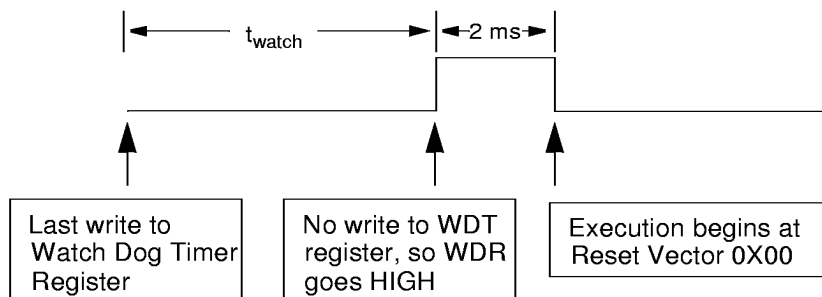 t_watch
2 ms
Last write to
Watch Dog Timer
Register
No write to WDT
register, so WDR
goes HIGH
Execution begins at
Reset Vector 0X00